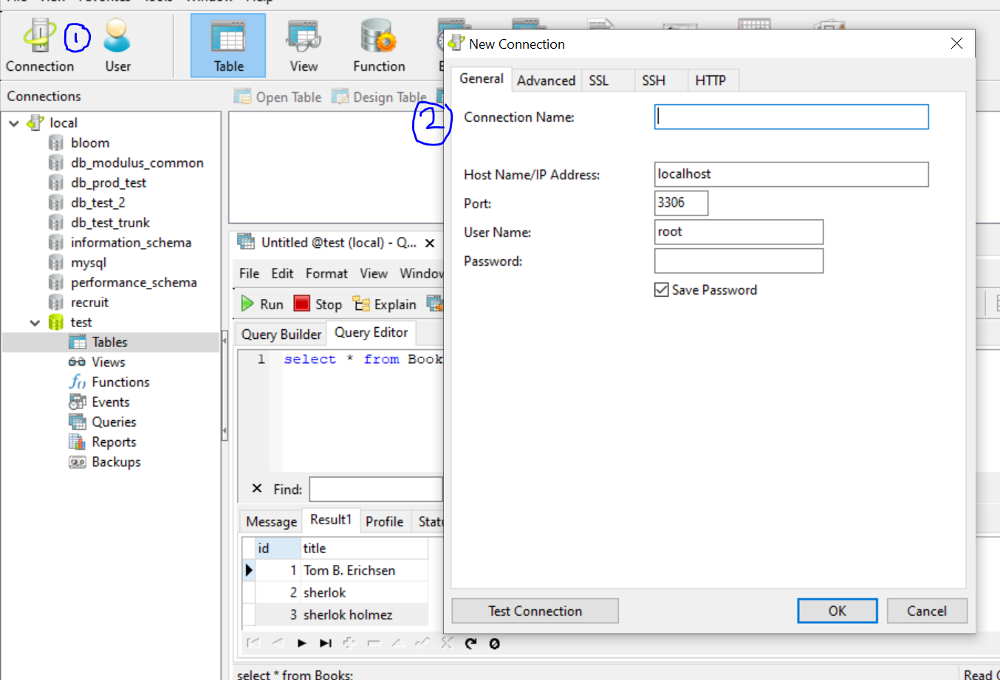 Connection
1
User
Table
View
Function
Connections
Open Table
Design Table
local
bloom
db_modulus_common
db_prod_test
db_test_2
db_test_trunk
information_schema
mysql
performance_schema
recruit
test
Tables
Views
Functions
Events
Queries
Reports
Backups
Untitled @test (local) - Q...
File Edit Format View Window
Run Stop Explain
Query Builder Query Editor
1 select * from Book
Find:
Message Result1 Profile
id title
1 Tom B. Erichsen
2 sherlok
3 sherlok holmez
select * from Books;
Read
2
New Connection
General Advanced SSL SSH HTTP
Connection Name:
Host Name/IP Address: localhost
Port: 3306
User Name: root
Password:
Save Password
Test Connection OK Cancel